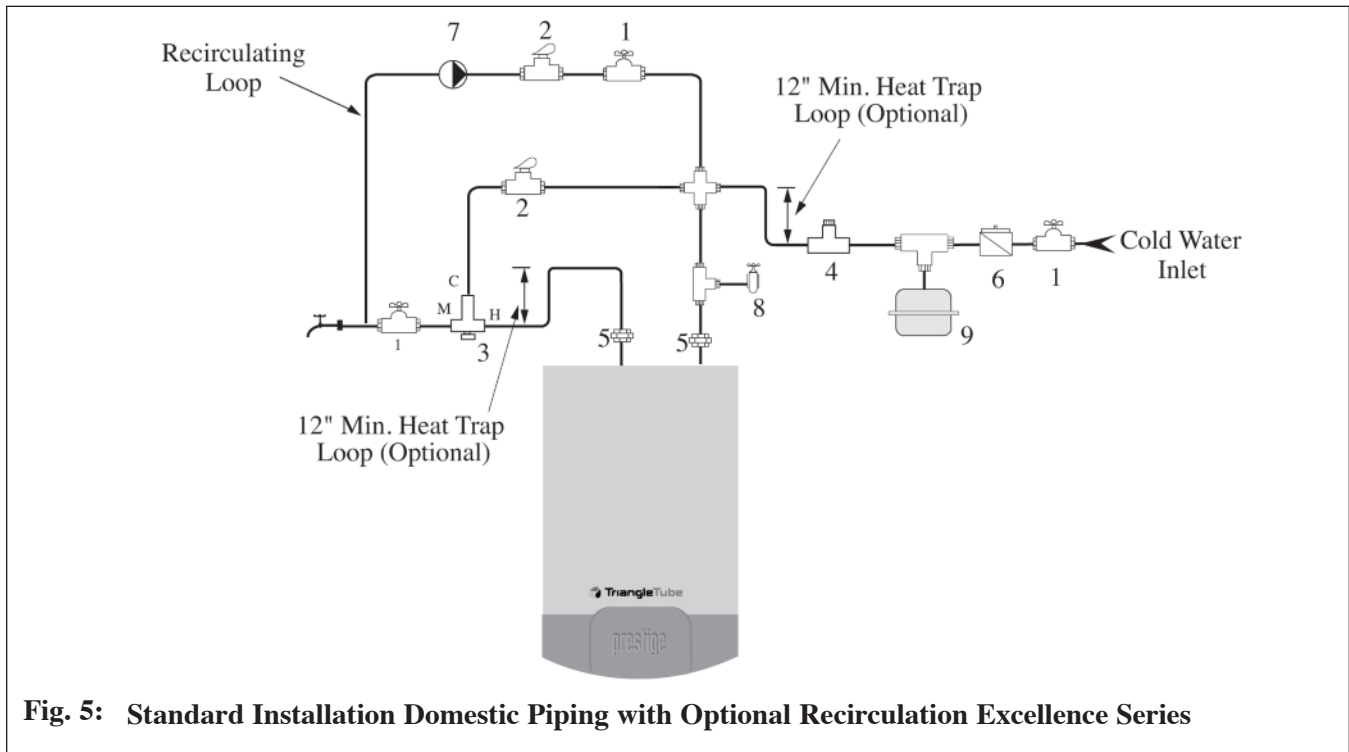 7
2
1
Recirculating
Loop
12" Min. Heat Trap
Loop (Optional)
2
4
6
1
Cold Water
Inlet
C
M
H
1
3
5
5
8
9
12" Min. Heat Trap
Loop (Optional)
TriangleTube
prestige
Fig. 5: Standard Installation Domestic Piping with Optional Recirculation Excellence Series